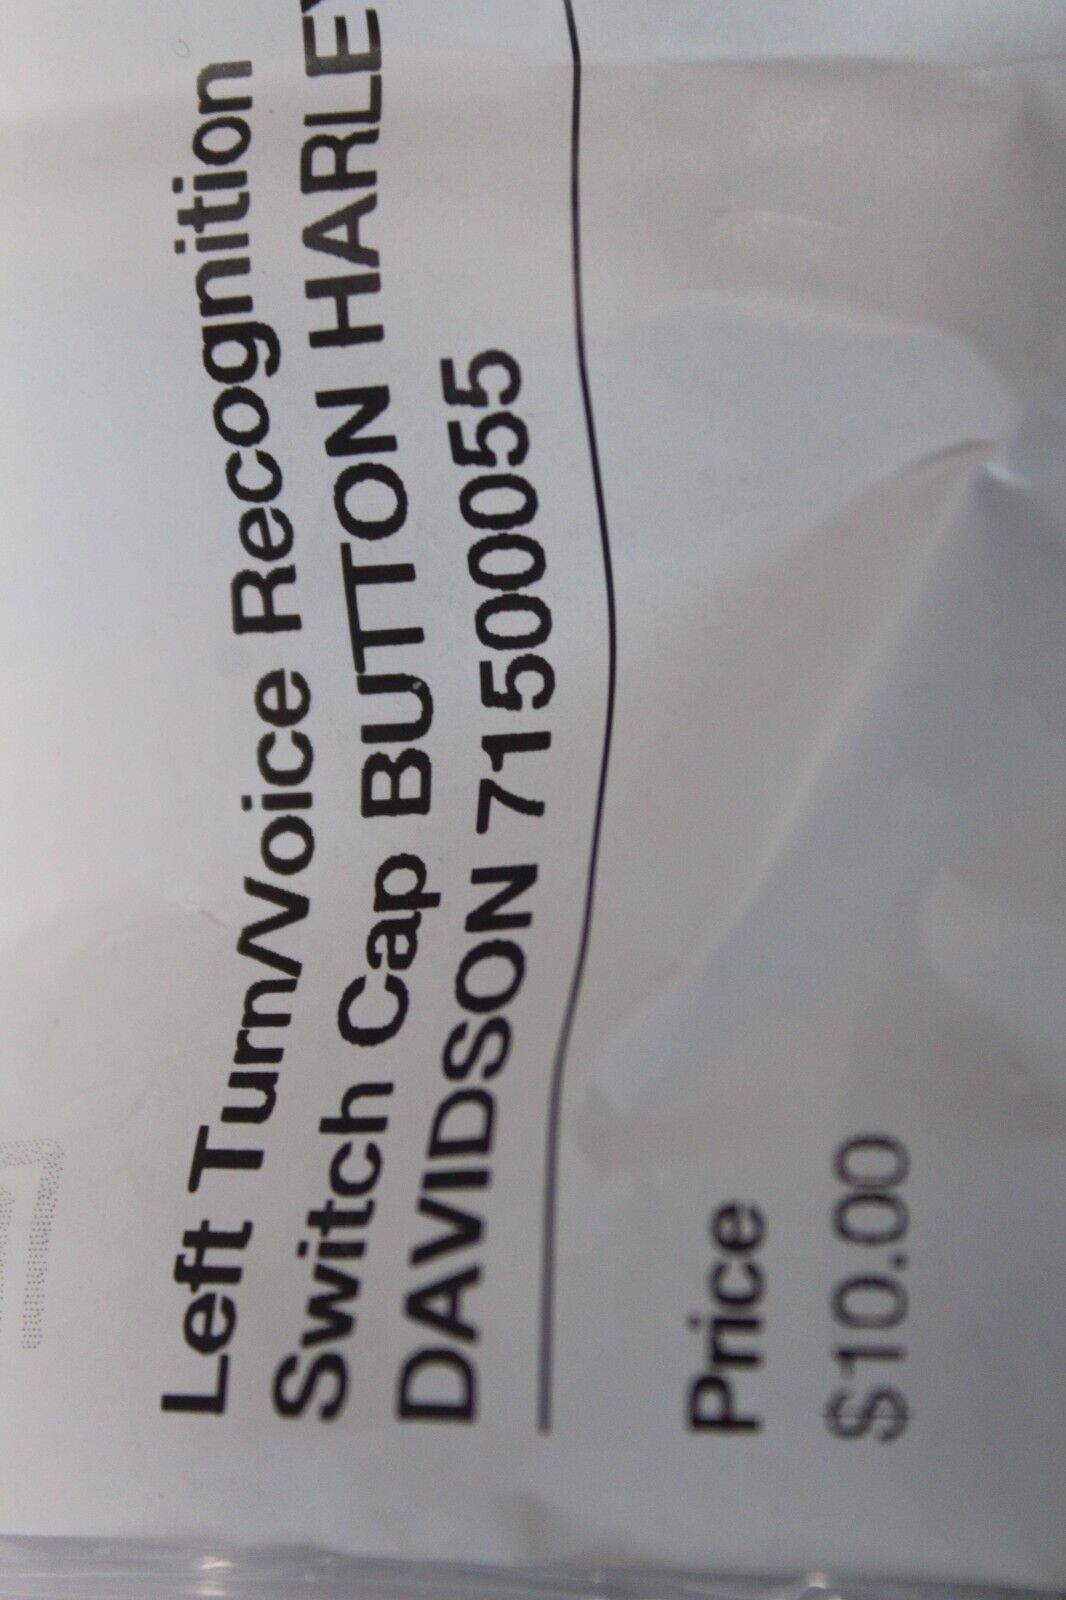 Left Turn/Voice Recognition
Switch Cap BUTTON HARLEY
DAVIDSON 71500055
Price
$10.00